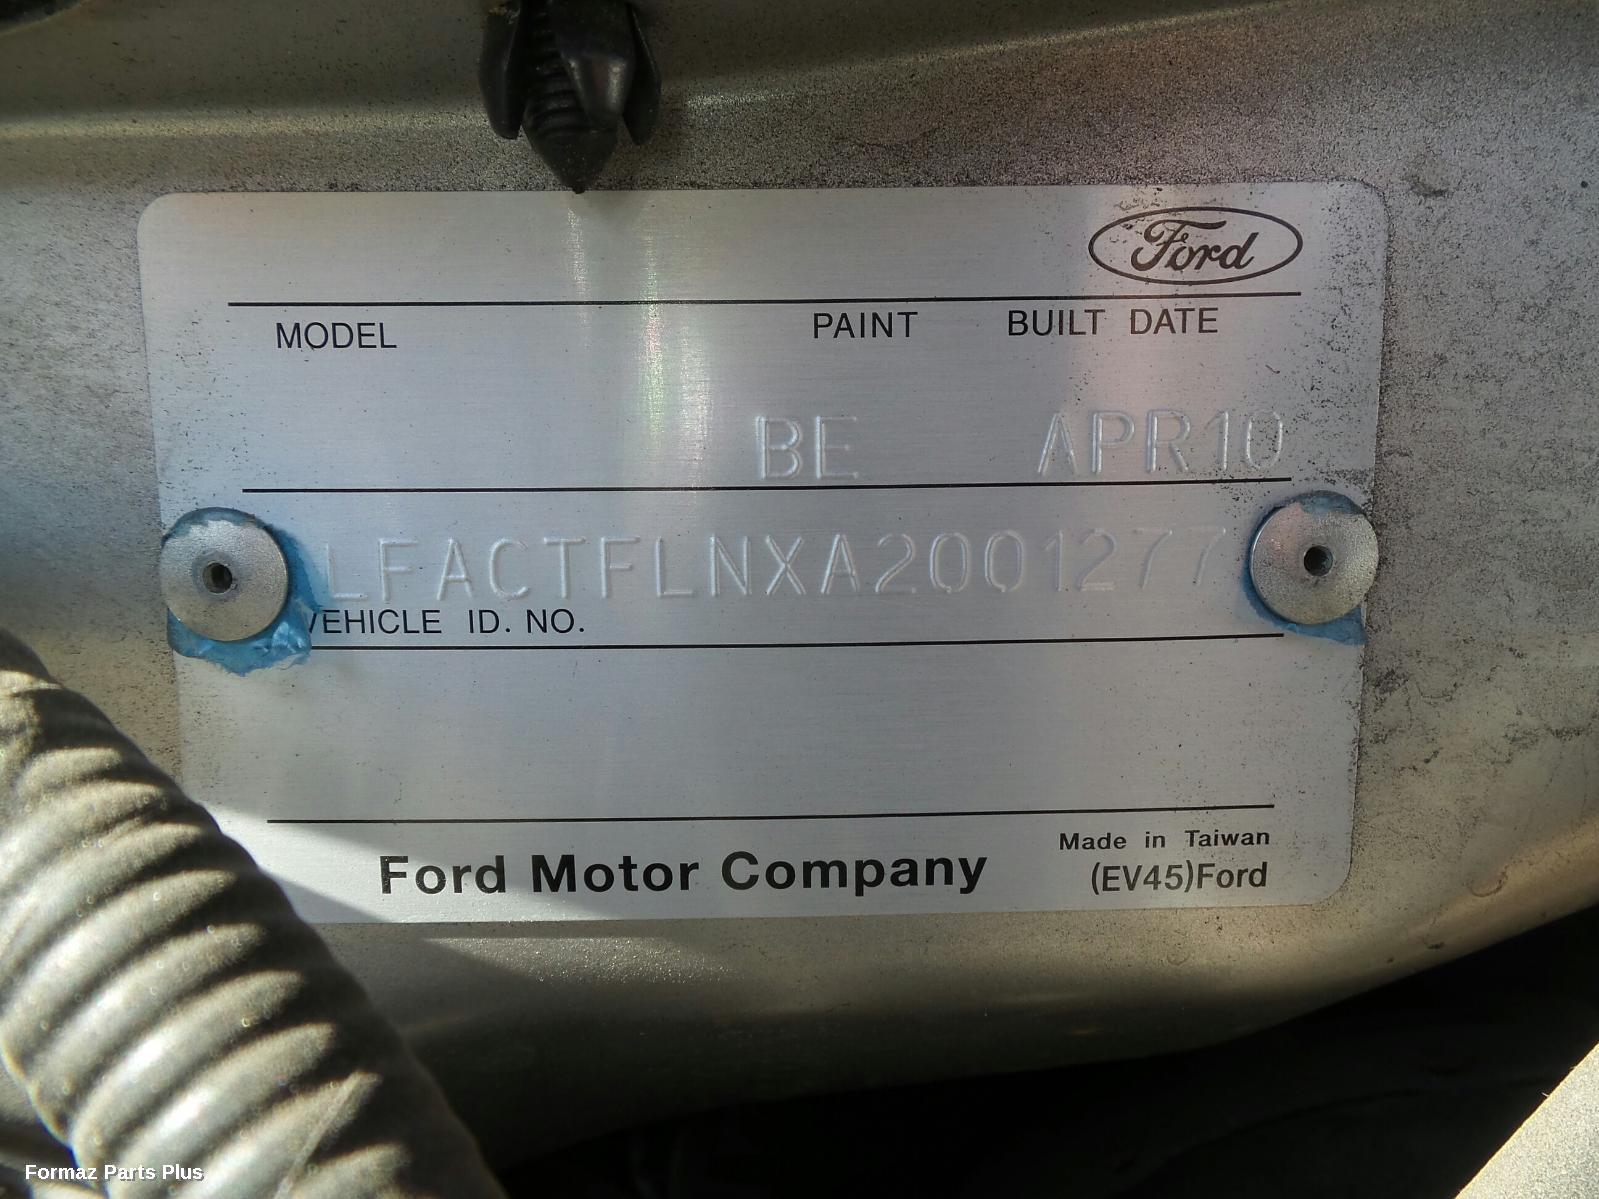 Ford
MODEL PAINT BUILT DATE
BE APR10
LFACTFLNXA2001277
VEHICLE ID. NO.
Made in Taiwan
Ford Motor Company (EV45)Ford
Formaz Parts Plus